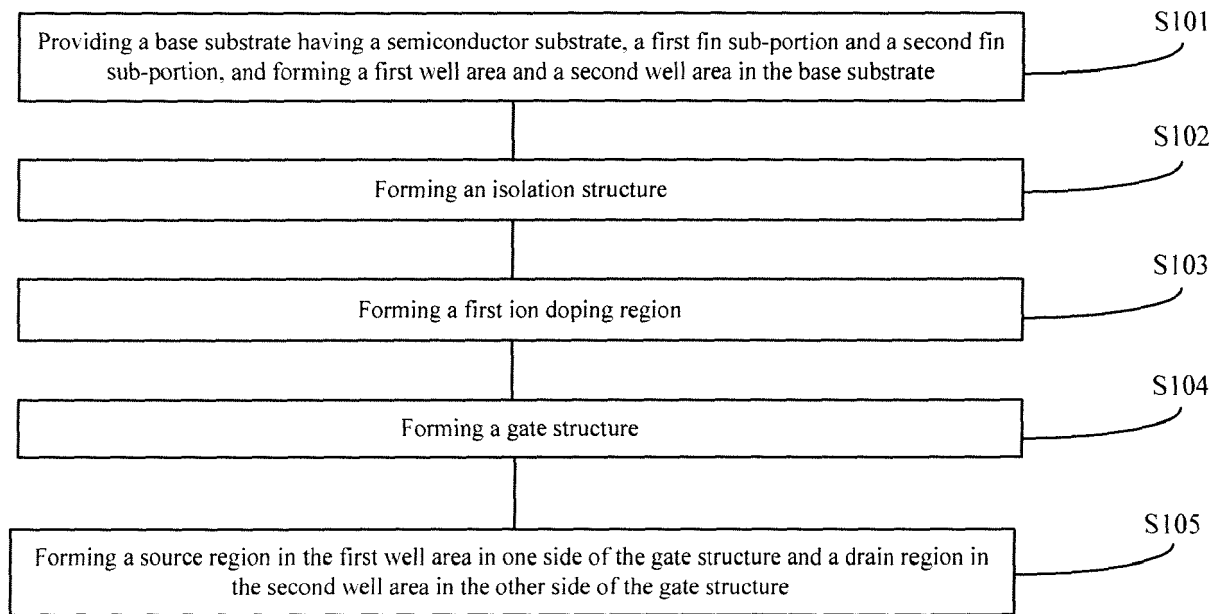 S101
Providing a base substrate having a semiconductor substrate, a first fin sub-portion and a second fin
sub-portion, and forming a first well area and a second well area in the base substrate
S102
Forming an isolation structure
S103
Forming a first ion doping region
S104
Forming a gate structure
S105
Forming a source region in the first well area in one side of the gate structure and a drain region in
the second well area in the other side of the gate structure